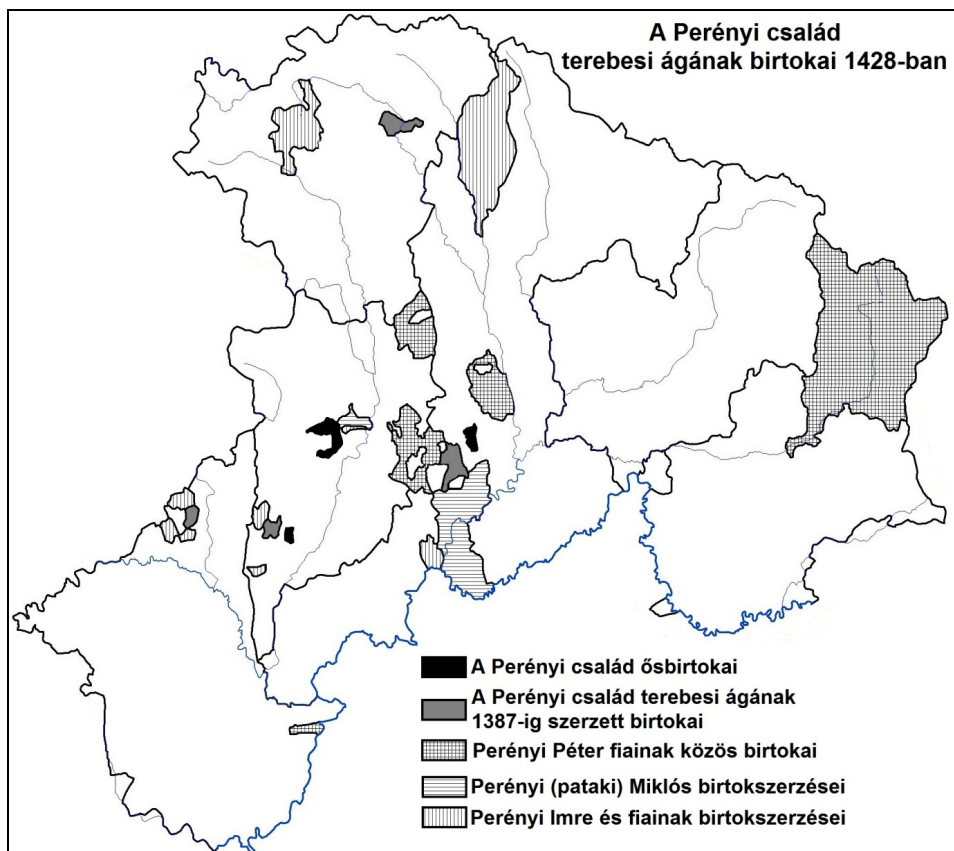 A Perényi család
terebesi ágának birtokai 1428-ban
A Perényi család ősbirtokai
A Perényi család terebesi ágának
1387-ig szerzett birtokai
Perényi Péter fiainak közös birtokai
Perényi (pataki) Miklós birtokszerzései
Perényi Imre és fiainak birtokszerzései